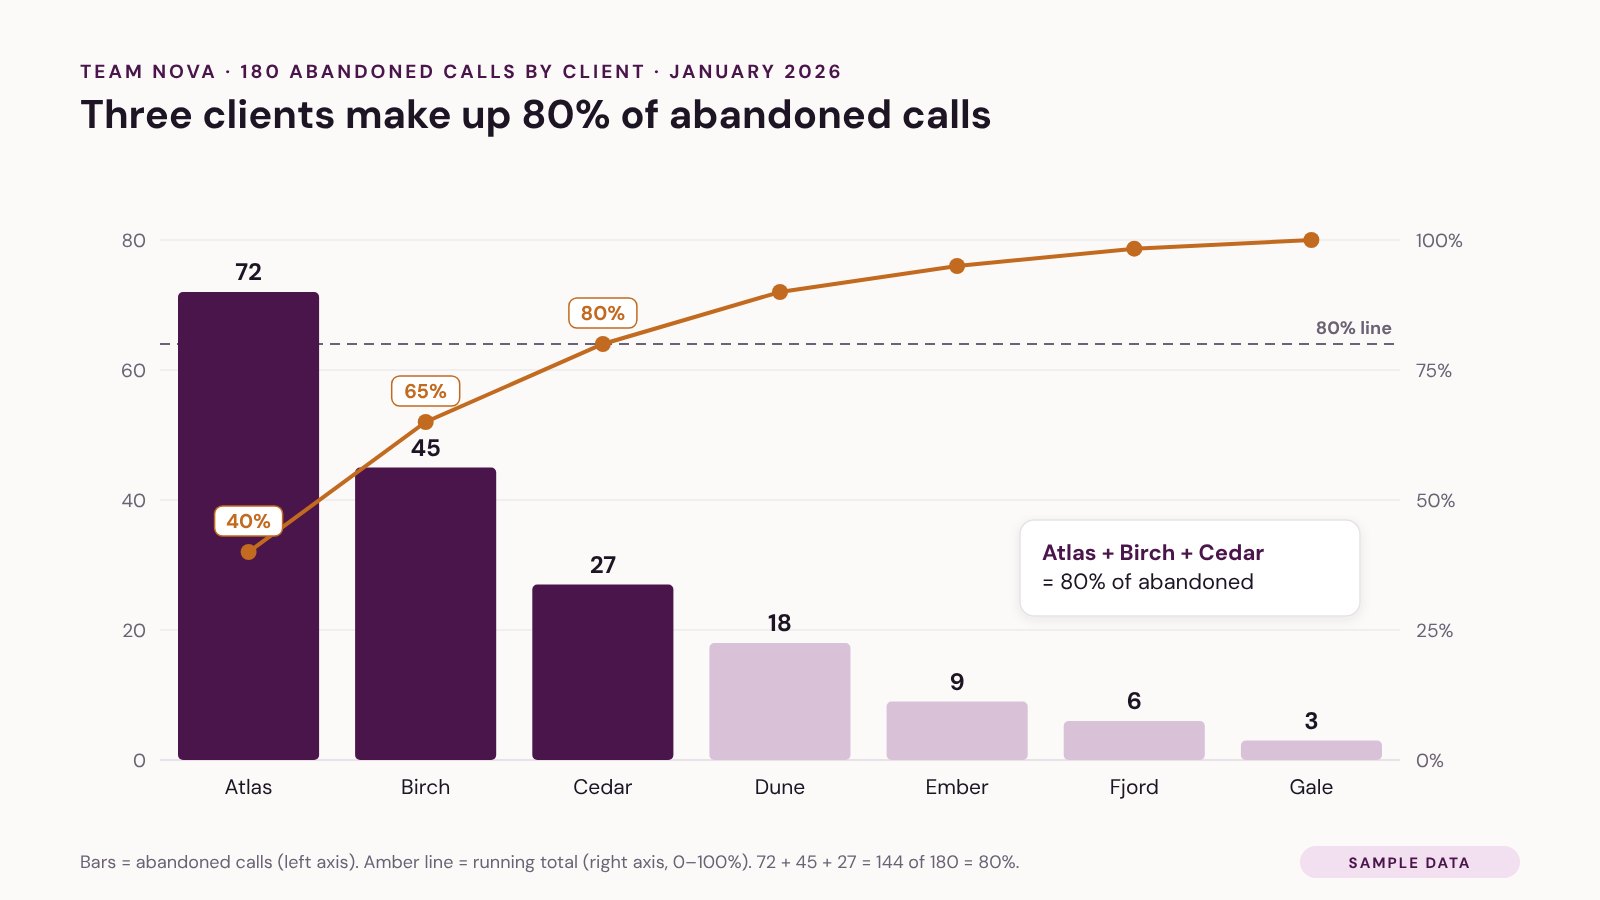 TEAM NOVA · 180 ABANDONED CALLS BY CLIENT · JANUARY 2026
Three clients make up 80% of abandoned calls
80
100%
72
80%
80% line
60
75%
65%
45
40
50%
40%
27
Atlas + Birch + Cedar
= 80% of abandoned
18
20
25%
9
6
3
0
0%
Atlas
Birch
Cedar
Dune
Ember
Fjord
Gale
Bars = abandoned calls (left axis). Amber line = running total (right axis, 0–100%). 72 + 45 + 27 = 144 of 180 = 80%.
SAMPLE DATA